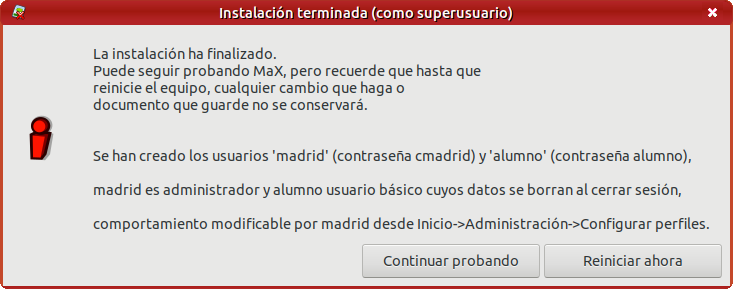 Instalación terminada (como superusuario)
La instalación ha finalizado.
Puede seguir probando MaX, pero recuerde que hasta que
reinicie el equipo, cualquier cambio que haga o
documento que guarde no se conservará.
Se han creado los usuarios 'madrid' (contraseña cmadrid) y 'alumno' (contraseña alumno),
madrid es administrador y alumno usuario básico cuyos datos se borran al cerrar sesión,
comportamiento modificable por madrid desde Inicio->Administración->Configurar perfiles.
Continuar probando
Reiniciar ahora